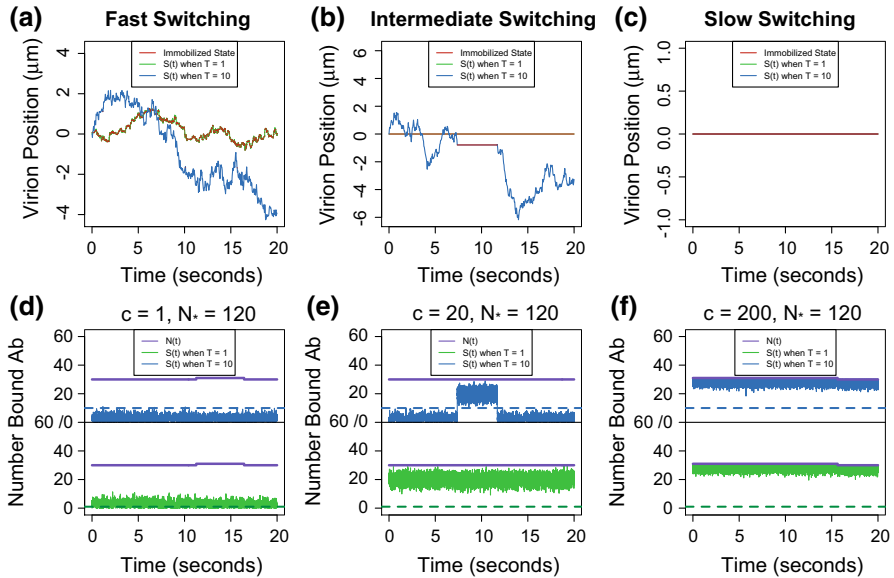 (a) Fast Switching
Virion Position (μm)
4
2
0
-2
-4
Immobilized State
S(t) when T = 1
S(t) when T = 10
0 5 10 15 20
Time (seconds)
(b) Intermediate Switching
Virion Position (μm)
6
4
2
0
-2
-4
-6
Immobilized State
S(t) when T = 1
S(t) when T = 10
0 5 10 15 20
Time (seconds)
(c) Slow Switching
Virion Position (μm)
1.0
0.5
0.0
-0.5
-1.0
Immobilized State
S(t) when T = 1
S(t) when T = 10
0 5 10 15 20
Time (seconds)
(d) c = 1, N* = 120
Number Bound Ab
60
40
20
60 /0
40
20
0
N(t)
S(t) when T = 1
S(t) when T = 10
0 5 10 15 20
Time (seconds)
(e) c = 20, N* = 120
Number Bound Ab
60
40
20
60 /0
40
20
0
N(t)
S(t) when T = 1
S(t) when T = 10
0 5 10 15 20
Time (seconds)
(f) c = 200, N* = 120
Number Bound Ab
60
40
20
60 /0
40
20
0
N(t)
S(t) when T = 1
S(t) when T = 10
0 5 10 15 20
Time (seconds)